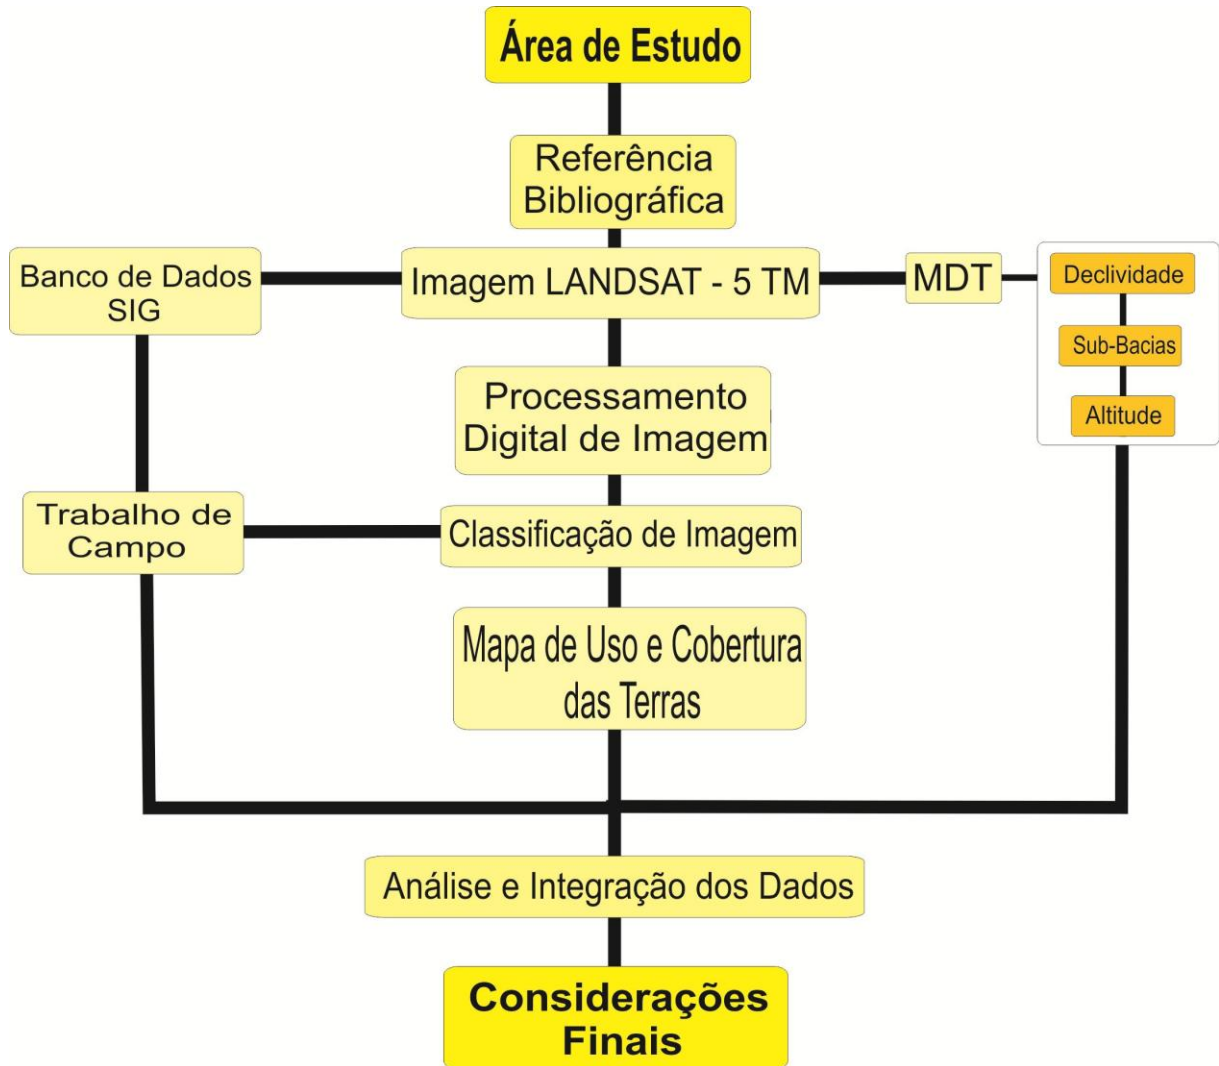 Área de Estudo
Referência
Bibliográfica
Banco de Dados
SIG
Imagem LANDSAT - 5 TM
MDT
Declividade
Sub-Bacias
Altitude
Processamento
Digital de Imagem
Trabalho de
Campo
Classificação de Imagem
Mapa de Uso e Cobertura
das Terras
Análise e Integração dos Dados
Considerações
Finais